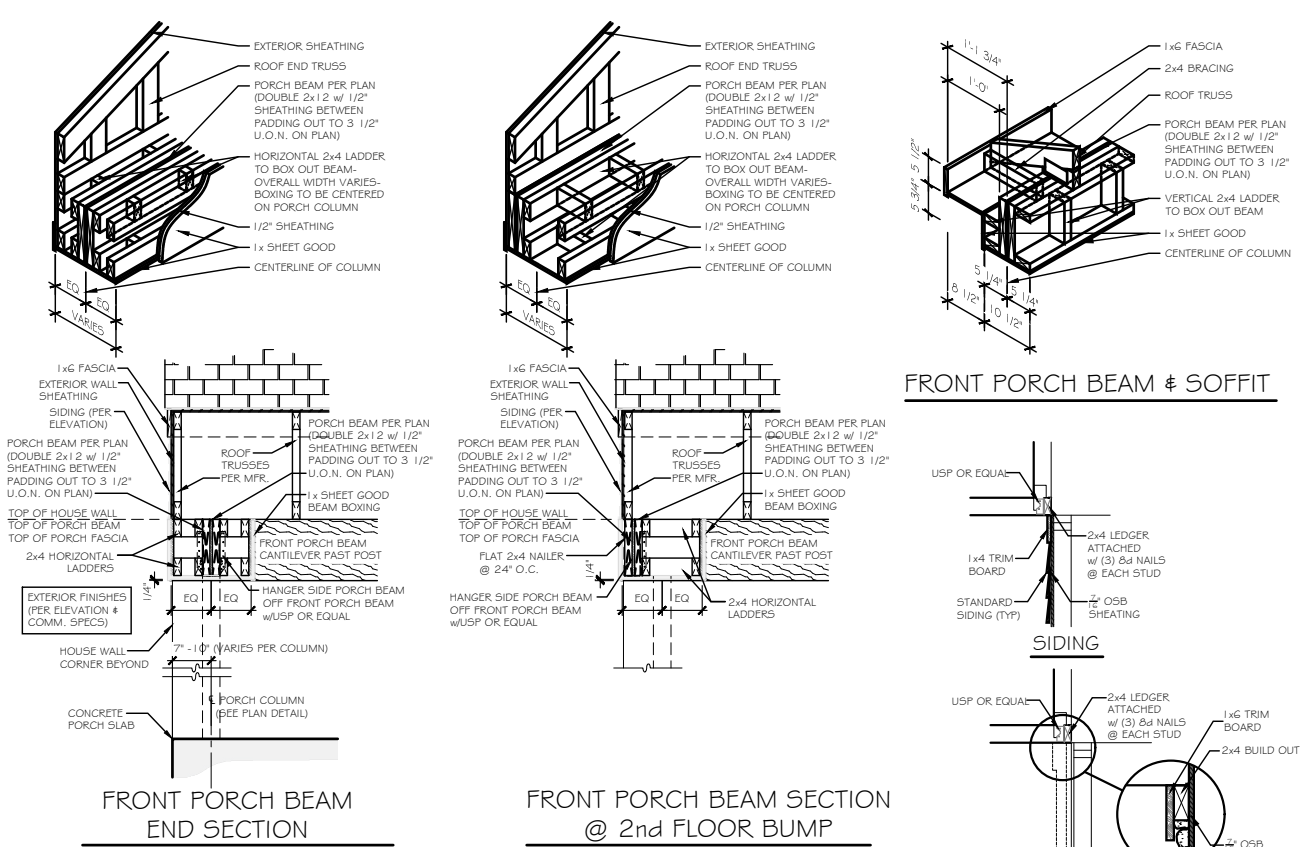 EXTERIOR SHEATHING
ROOF END TRUSS
PORCH BEAM PER PLAN
(DOUBLE 2x12 w/ 1/2"
SHEATHING BETWEEN
PADDING OUT TO 3 1/2"
U.O.N. ON PLAN)
HORIZONTAL 2x4 LADDER
TO BOX OUT BEAM-
OVERALL WIDTH VARIES-
BOXING TO BE CENTERED
ON PORCH COLUMN
1/2" SHEATHING
1x SHEET GOOD
CENTERLINE OF COLUMN
EQ
EQ
VARIES
1x6 FASCIA
EXTERIOR WALL
SHEATHING
SIDING (PER
ELEVATION)
PORCH BEAM PER PLAN
(DOUBLE 2x12 w/ 1/2"
SHEATHING BETWEEN
PADDING OUT TO 3 1/2"
U.O.N. ON PLAN)
TOP OF HOUSE WALL
TOP OF PORCH BEAM
TOP OF PORCH FASCIA
2x4 HORIZONTAL
LADDERS
1/4"
EXTERIOR FINISHES
(PER ELEVATION &
COMM. SPECS)
HOUSE WALL
CORNER BEYOND
CONCRETE
PORCH SLAB
ROOF
TRUSSES
PER MFR.
PORCH BEAM PER PLAN
(DOUBLE 2x12 w/ 1/2"
SHEATHING BETWEEN
PADDING OUT TO 3 1/2"
U.O.N. ON PLAN)
1x SHEET GOOD
BEAM BOXING
FRONT PORCH BEAM
CANTILEVER PAST POST
HANGER SIDE PORCH BEAM
OFF FRONT PORCH BEAM
w/USP OR EQUAL
EQ
EQ
7" -10" (VARIES PER COLUMN)
℄ PORCH COLUMN
(SEE PLAN DETAIL)
FRONT PORCH BEAM
END SECTION
EXTERIOR SHEATHING
ROOF END TRUSS
PORCH BEAM PER PLAN
(DOUBLE 2x12 w/ 1/2"
SHEATHING BETWEEN
PADDING OUT TO 3 1/2"
U.O.N. ON PLAN)
HORIZONTAL 2x4 LADDER
TO BOX OUT BEAM-
OVERALL WIDTH VARIES-
BOXING TO BE CENTERED
ON PORCH COLUMN
1/2" SHEATHING
1x SHEET GOOD
CENTERLINE OF COLUMN
EQ
EQ
VARIES
1x6 FASCIA
EXTERIOR WALL
SHEATHING
SIDING (PER
ELEVATION)
PORCH BEAM PER PLAN
(DOUBLE 2x12 w/ 1/2"
SHEATHING BETWEEN
PADDING OUT TO 3 1/2"
U.O.N. ON PLAN)
TOP OF HOUSE WALL
TOP OF PORCH BEAM
TOP OF PORCH FASCIA
FLAT 2x4 NAILER
@ 24" O.C.
1/4"
HANGER SIDE PORCH BEAM
OFF FRONT PORCH BEAM
w/USP OR EQUAL
ROOF
TRUSSES
PER MFR.
PORCH BEAM PER PLAN
(DOUBLE 2x12 w/ 1/2"
SHEATHING BETWEEN
PADDING OUT TO 3 1/2"
U.O.N. ON PLAN)
1x SHEET GOOD
BEAM BOXING
FRONT PORCH BEAM
CANTILEVER PAST POST
EQ
EQ
2x4 HORIZONTAL
LADDERS
FRONT PORCH BEAM SECTION
@ 2nd FLOOR BUMP
1'-1 3/4"
1'-0"
5 1/2"
5 3/4"
1x6 FASCIA
2x4 BRACING
ROOF TRUSS
PORCH BEAM PER PLAN
(DOUBLE 2x12 w/ 1/2"
SHEATHING BETWEEN
PADDING OUT TO 3 1/2"
U.O.N. ON PLAN)
VERTICAL 2x4 LADDER
TO BOX OUT BEAM
1x SHEET GOOD
CENTERLINE OF COLUMN
5 1/4"
5 1/4"
8 1/2"
10 1/2"
FRONT PORCH BEAM & SOFFIT
USP OR EQUAL
2x4 LEDGER
ATTACHED
w/ (3) 8d NAILS
@ EACH STUD
1x4 TRIM
BOARD
STANDARD
SIDING (TYP)
7/16" OSB
SHEATING
SIDING
USP OR EQUAL
2x4 LEDGER
ATTACHED
w/ (3) 8d NAILS
@ EACH STUD
1x6 TRIM
BOARD
2x4 BUILD OUT
OSB